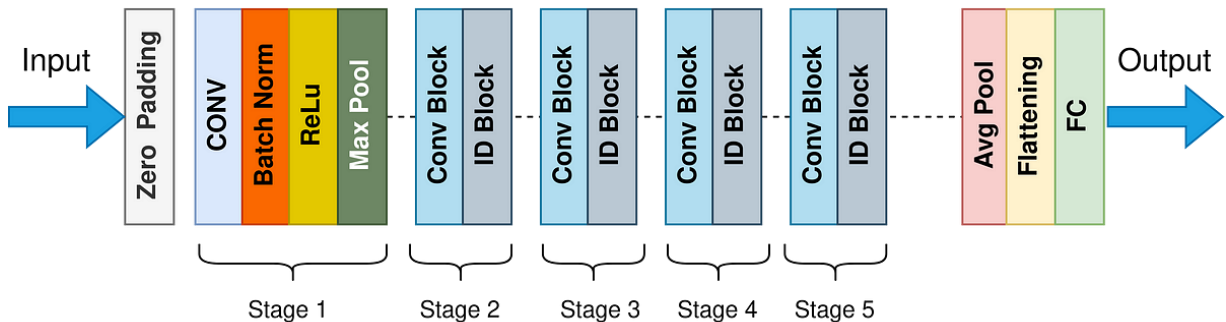 Input
Zero Padding
CONV
Batch Norm
ReLu
Max Pool
Conv Block
ID Block
Conv Block
ID Block
Conv Block
ID Block
Conv Block
ID Block
Avg Pool
Flattening
FC
Output
Stage 1
Stage 2
Stage 3
Stage 4
Stage 5